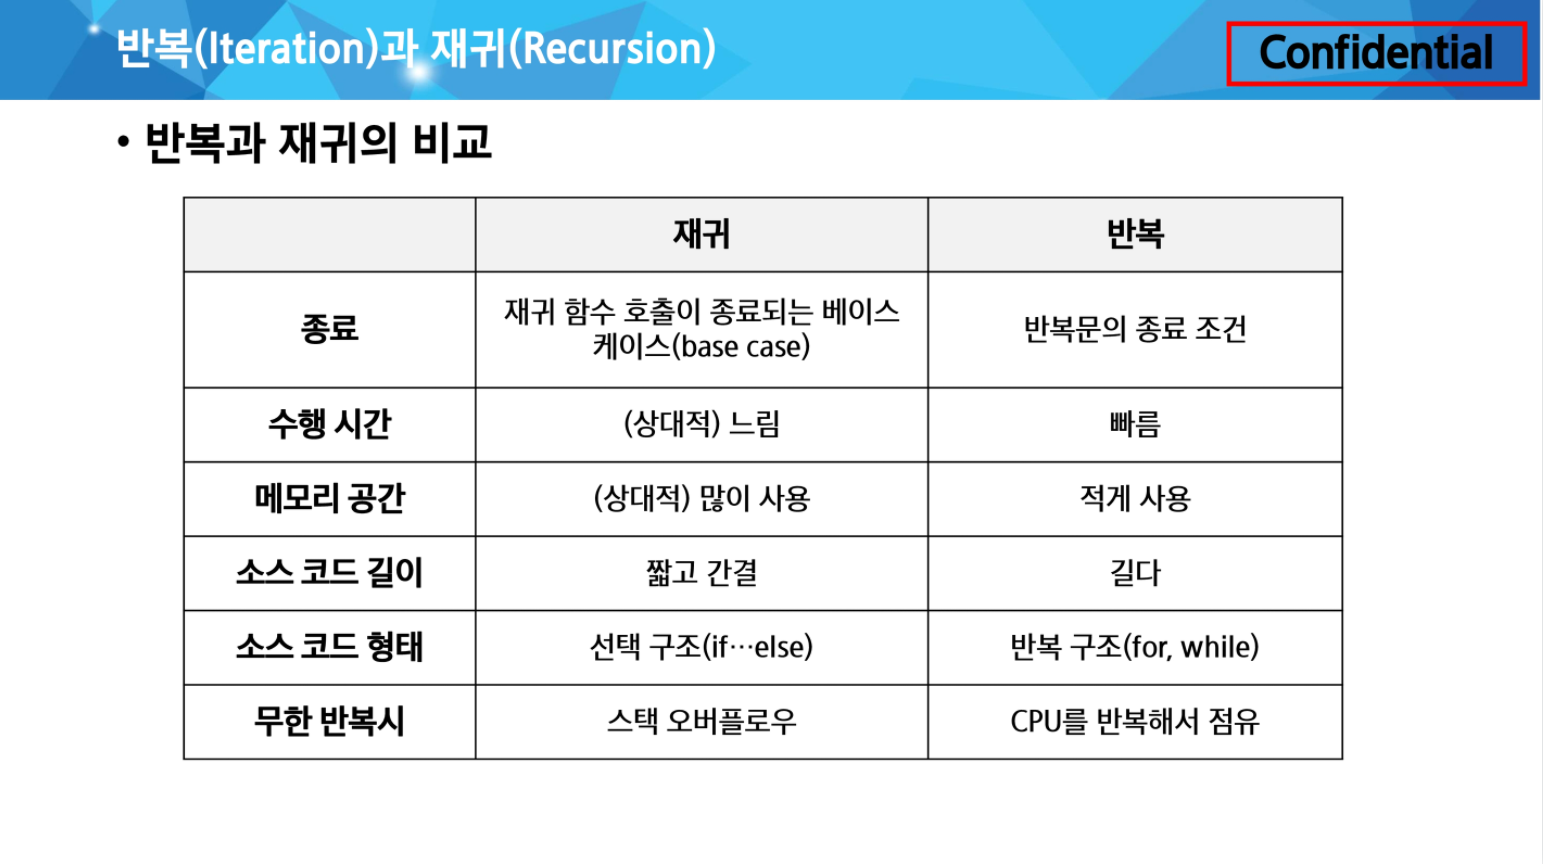 반복(Iteration)과 재귀(Recursion)
Confidential
• 반복과 재귀의 비교
재귀 반복
종료 재귀 함수 호출이 종료되는 베이스
케이스(base case) 반복문의 종료 조건
수행 시간 (상대적) 느림 빠름
메모리 공간 (상대적) 많이 사용 적게 사용
소스 코드 길이 짧고 간결 길다
소스 코드 형태 선택 구조(if⋯else) 반복 구조(for, while)
무한 반복시 스택 오버플로우 CPU를 반복해서 점유